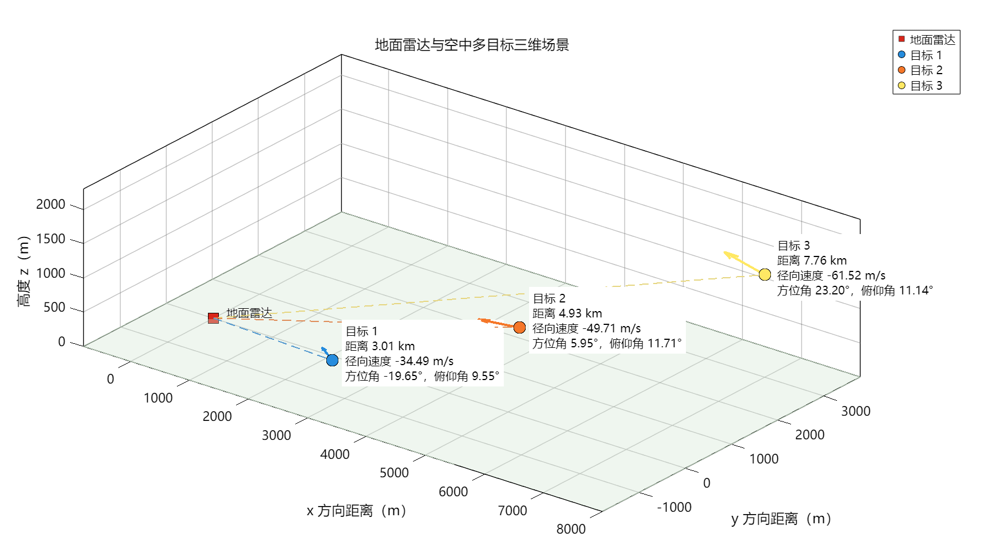 地面雷达与空中多目标三维场景
地面雷达
目标 1
目标 2
目标 3
2000
1500
1000
500
0
高度 z（m）
目标 3
距离 7.76 km
径向速度 -61.52 m/s
方位角 23.20°，俯仰角 11.14°
目标 2
距离 4.93 km
径向速度 -49.71 m/s
方位角 5.95°，俯仰角 11.71°
地面雷达
目标 1
距离 3.01 km
径向速度 -34.49 m/s
方位角 -19.65°，俯仰角 9.55°
0
1000
2000
3000
4000
5000
6000
7000
8000
x 方向距离（m）
3000
2000
1000
0
-1000
y 方向距离（m）